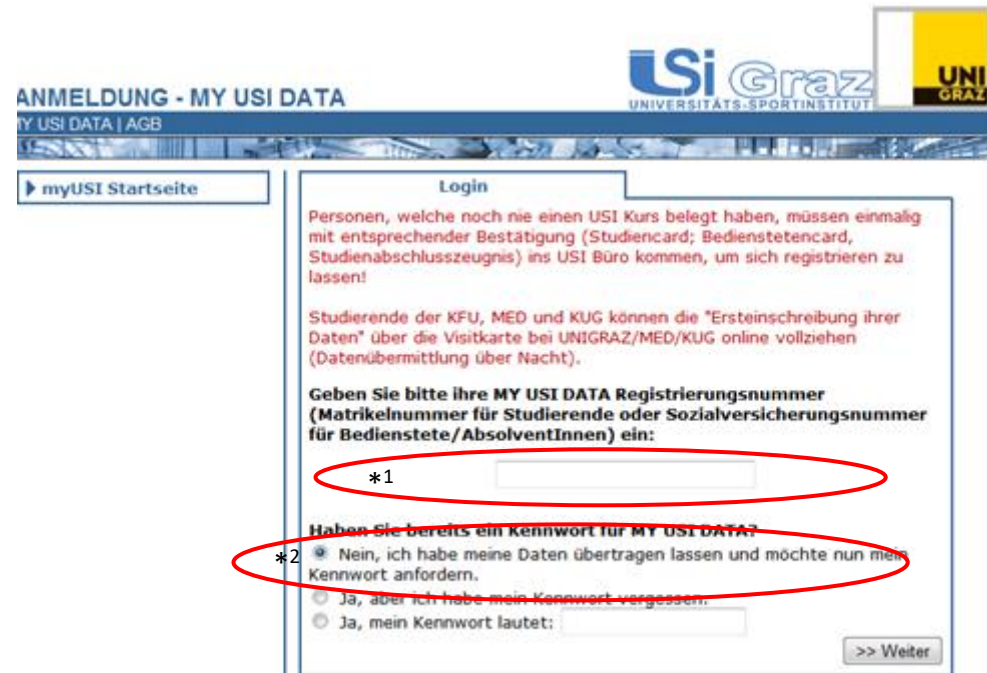 USi Graz
UNIVERSITÄTS-SPORTINSTITUT
UNI
GRAZ
ANMELDUNG - MY USI DATA
MY USI DATA | AGB
myUSI Startseite
Login
Personen, welche noch nie einen USI Kurs belegt haben, müssen einmalig
mit entsprechender Bestätigung (Studiencard; Bedienstetencard,
Studienabschlusszeugnis) ins USI Büro kommen, um sich registrieren zu
lassen!
Studierende der KFU, MED und KUG können die "Ersteinschreibung ihrer
Daten" über die Visitkarte bei UNIGRAZ/MED/KUG online vollziehen
(Datenübermittlung über Nacht).
Geben Sie bitte ihre MY USI DATA Registrierungsnummer
(Matrikelnummer für Studierende oder Sozialversicherungsnummer
für Bedienstete/AbsolventInnen) ein:
*1
Haben Sie bereits ein Kennwort für MY USI DATA?
*2 Nein, ich habe meine Daten übertragen lassen und möchte nun mein
Kennwort anfordern.
Ja, aber ich habe mein Kennwort vergessen.
Ja, mein Kennwort lautet:
>> Weiter